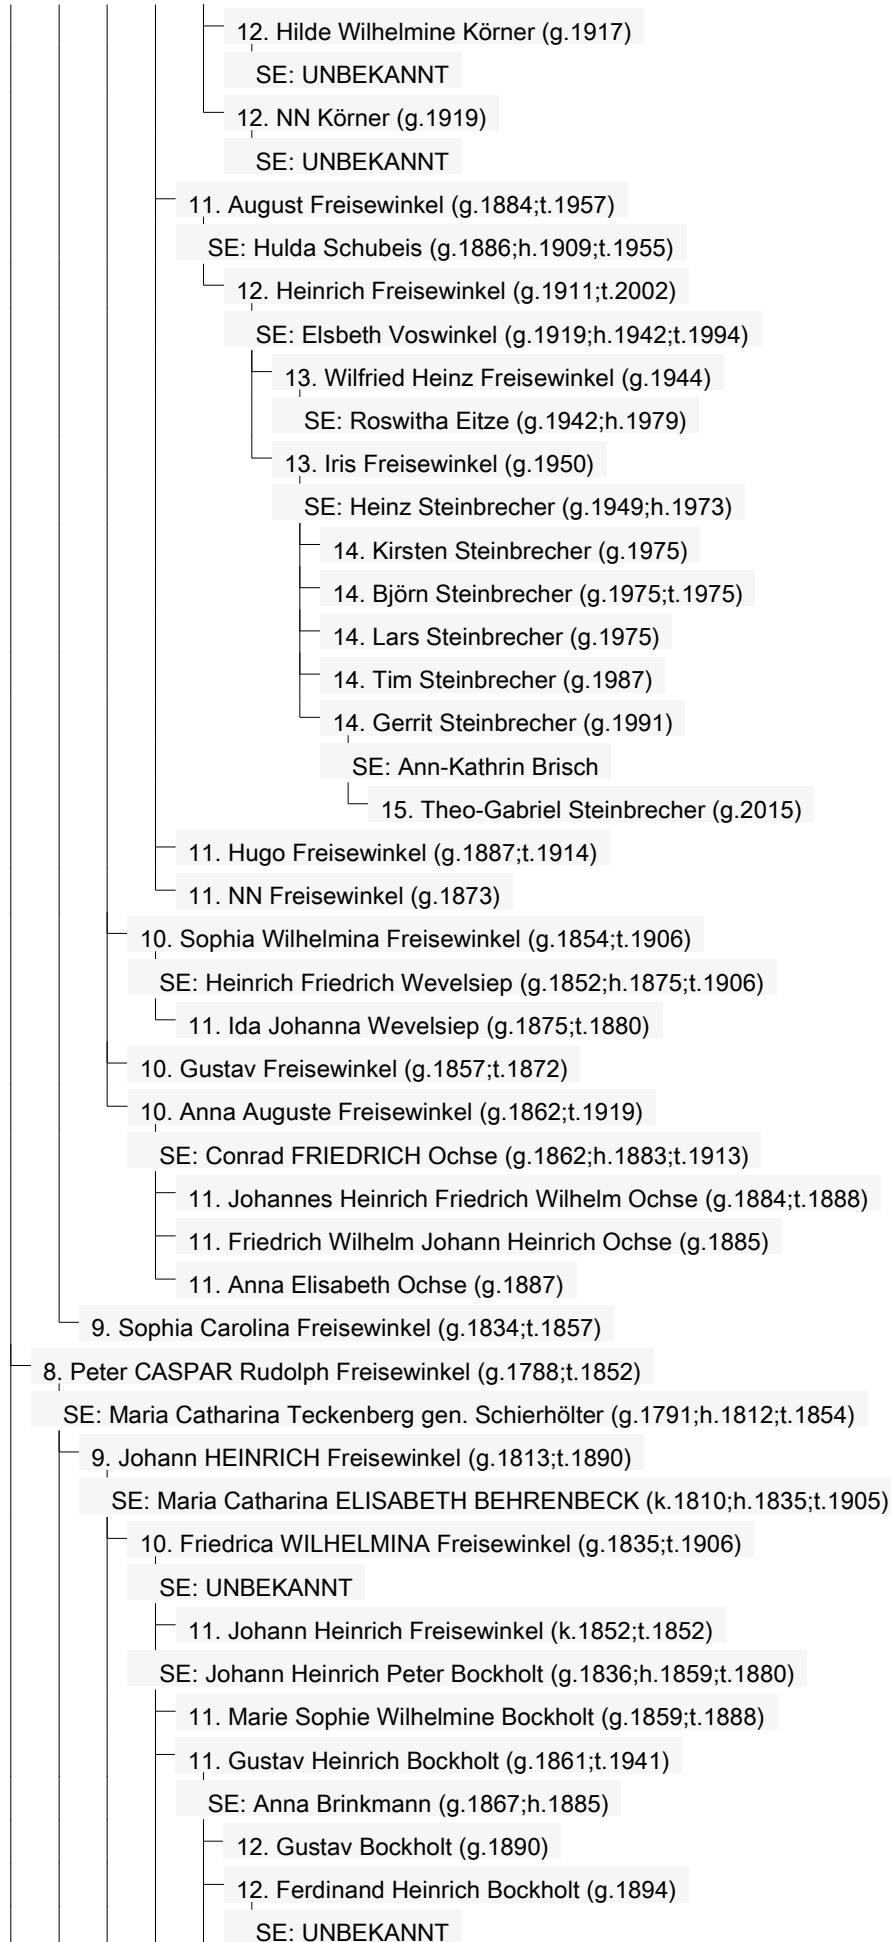 12. Hilde Wilhelmine Körner (g.1917)
SE: UNBEKANNT
12. NN Körner (g.1919)
SE: UNBEKANNT
11. August Freisewinkel (g.1884;t.1957)
SE: Hulda Schubeis (g.1886;h.1909;t.1955)
12. Heinrich Freisewinkel (g.1911;t.2002)
SE: Elsbeth Voswinkel (g.1919;h.1942;t.1994)
13. Wilfried Heinz Freisewinkel (g.1944)
SE: Roswitha Eitze (g.1942;h.1979)
13. Iris Freisewinkel (g.1950)
SE: Heinz Steinbrecher (g.1949;h.1973)
14. Kirsten Steinbrecher (g.1975)
14. Björn Steinbrecher (g.1975;t.1975)
14. Lars Steinbrecher (g.1975)
14. Tim Steinbrecher (g.1987)
14. Gerrit Steinbrecher (g.1991)
SE: Ann-Kathrin Brisch
15. Theo-Gabriel Steinbrecher (g.2015)
11. Hugo Freisewinkel (g.1887;t.1914)
11. NN Freisewinkel (g.1873)
10. Sophia Wilhelmina Freisewinkel (g.1854;t.1906)
SE: Heinrich Friedrich Wevelsiep (g.1852;h.1875;t.1906)
11. Ida Johanna Wevelsiep (g.1875;t.1880)
10. Gustav Freisewinkel (g.1857;t.1872)
10. Anna Auguste Freisewinkel (g.1862;t.1919)
SE: Conrad FRIEDRICH Ochse (g.1862;h.1883;t.1913)
11. Johannes Heinrich Friedrich Wilhelm Ochse (g.1884;t.1888)
11. Friedrich Wilhelm Johann Heinrich Ochse (g.1885)
11. Anna Elisabeth Ochse (g.1887)
9. Sophia Carolina Freisewinkel (g.1834;t.1857)
8. Peter CASPAR Rudolph Freisewinkel (g.1788;t.1852)
SE: Maria Catharina Teckenberg gen. Schierhölter (g.1791;h.1812;t.1854)
9. Johann HEINRICH Freisewinkel (g.1813;t.1890)
SE: Maria Catharina ELISABETH BEHRENBECK (k.1810;h.1835;t.1905)
10. Friedrica WILHELMINA Freisewinkel (g.1835;t.1906)
SE: UNBEKANNT
11. Johann Heinrich Freisewinkel (k.1852;t.1852)
SE: Johann Heinrich Peter Bockholt (g.1836;h.1859;t.1880)
11. Marie Sophie Wilhelmine Bockholt (g.1859;t.1888)
11. Gustav Heinrich Bockholt (g.1861;t.1941)
SE: Anna Brinkmann (g.1867;h.1885)
12. Gustav Bockholt (g.1890)
12. Ferdinand Heinrich Bockholt (g.1894)
SE: UNBEKANNT